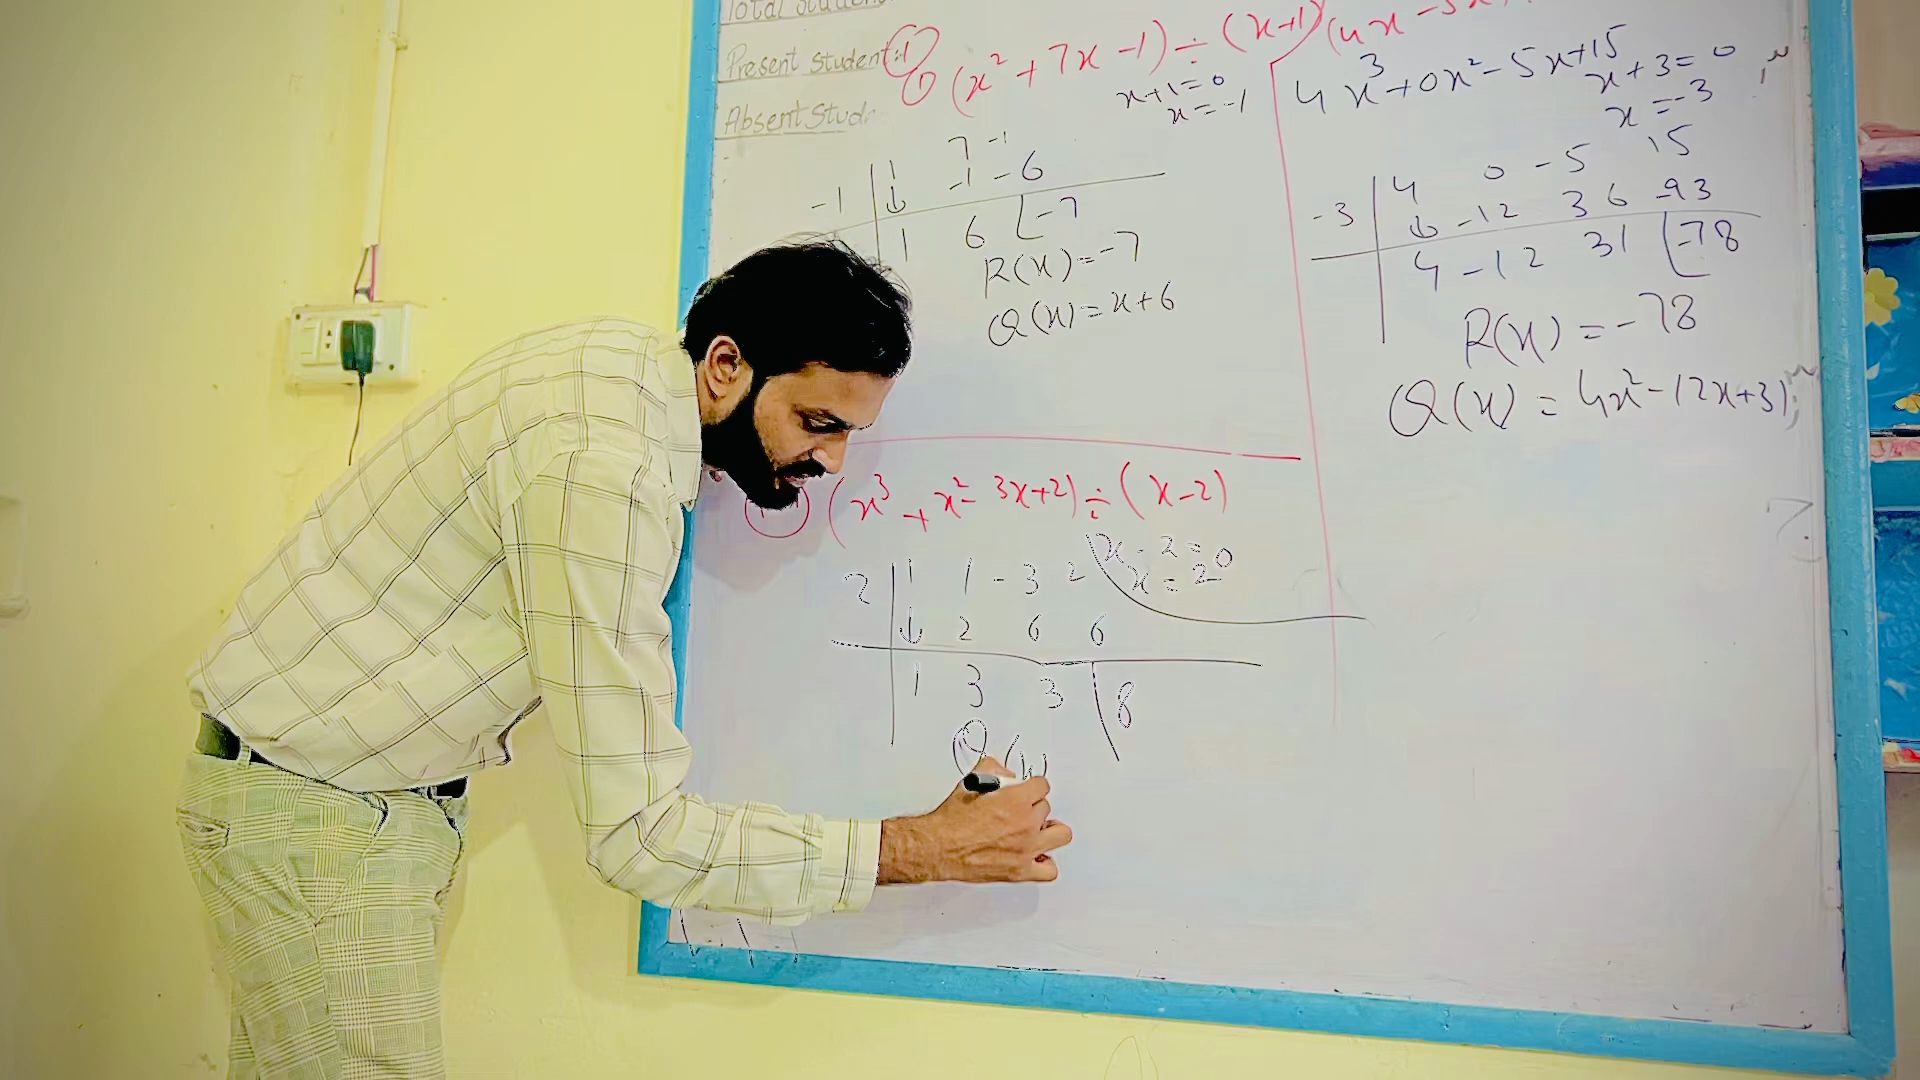 Total Student
Present Student: 1
Absent Stud
① (x² + 7x - 1) ÷ (x+1)
x+1=0
x=-1
7 -1
-1 | 1 -1 -6
1 6 | -7
R(x) = -7
Q(x) = x+6
(4x - 5x
4x³+0x²-5x+15
x+3=0
x=-3
4 0 -5 15
-3 | ↓ -12 36 -93
4 -12 31 | -78
R(x) = -78
Q(x) = 4x²-12x+31
(x³ + x² - 3x+2) ÷ (x-2)
x-2=0
x=2
2 | 1 1 -3 2
↓ 2 6 6
1 3 3 | 8
Q(x